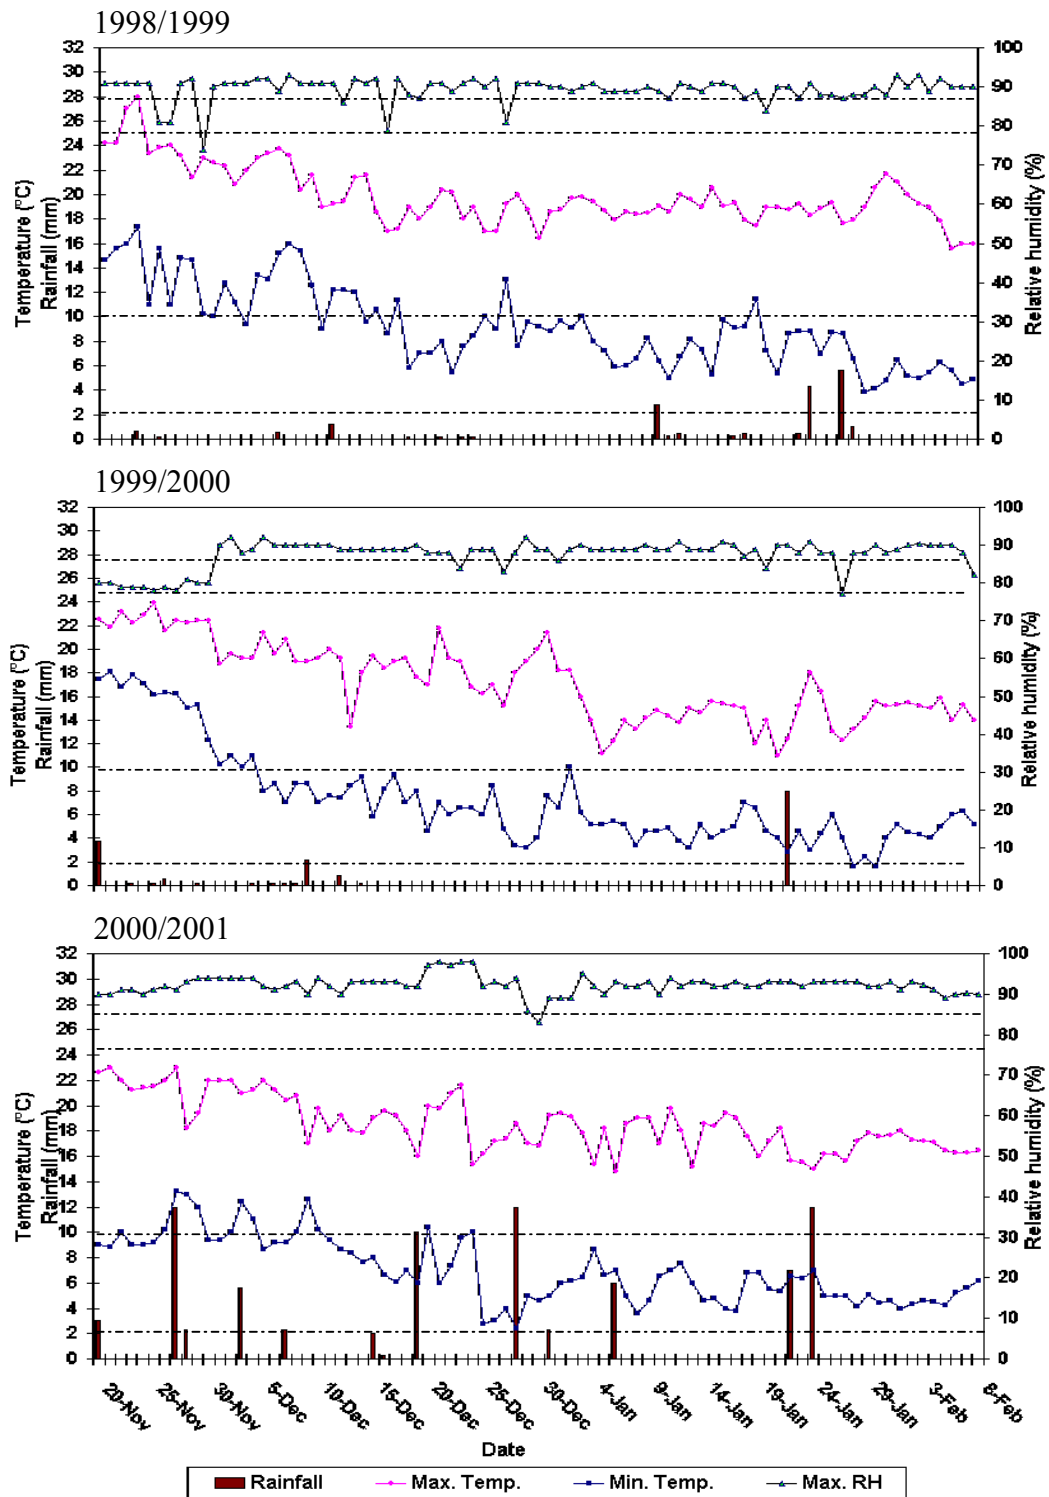 1998/1999
32 30 28 26 24 22 20 18 16 14 12 10 8 6 4 2 0
Temperature (°C)
Rainfall (mm)
100 90 80 70 60 50 40 30 20 10 0
Relative humidity (%)
1999/2000
32 30 28 26 24 22 20 18 16 14 12 10 8 6 4 2 0
Temperature (°C)
Rainfall (mm)
100 90 80 70 60 50 40 30 20 10 0
Relative humidity (%)
2000/2001
32 30 28 26 24 22 20 18 16 14 12 10 8 6 4 2 0
Temperature (°C)
Rainfall (mm)
100 90 80 70 60 50 40 30 20 10 0
Relative humidity (%)
20-Nov 25-Nov 30-Nov 5-Dec 10-Dec 15-Dec 20-Dec 25-Dec 30-Dec 4-Jan 9-Jan 14-Jan 19-Jan 24-Jan 29-Jan 3-Feb 8-Feb
Date
Rainfall Max. Temp. Min. Temp. Max. RH